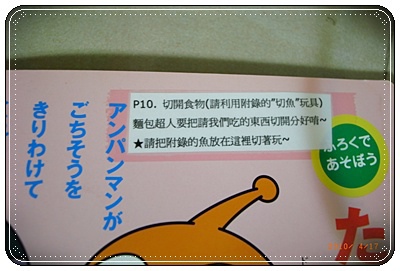 P10. 切開食物(請利用附錄的"切魚"玩具)
麵包超人要把請我們吃的東西切開分好唷~
★請把附錄的魚放在這裡切著玩~
アンパンマンが
ごちそうを
きりわけて
ふろくで
あそぼう
た